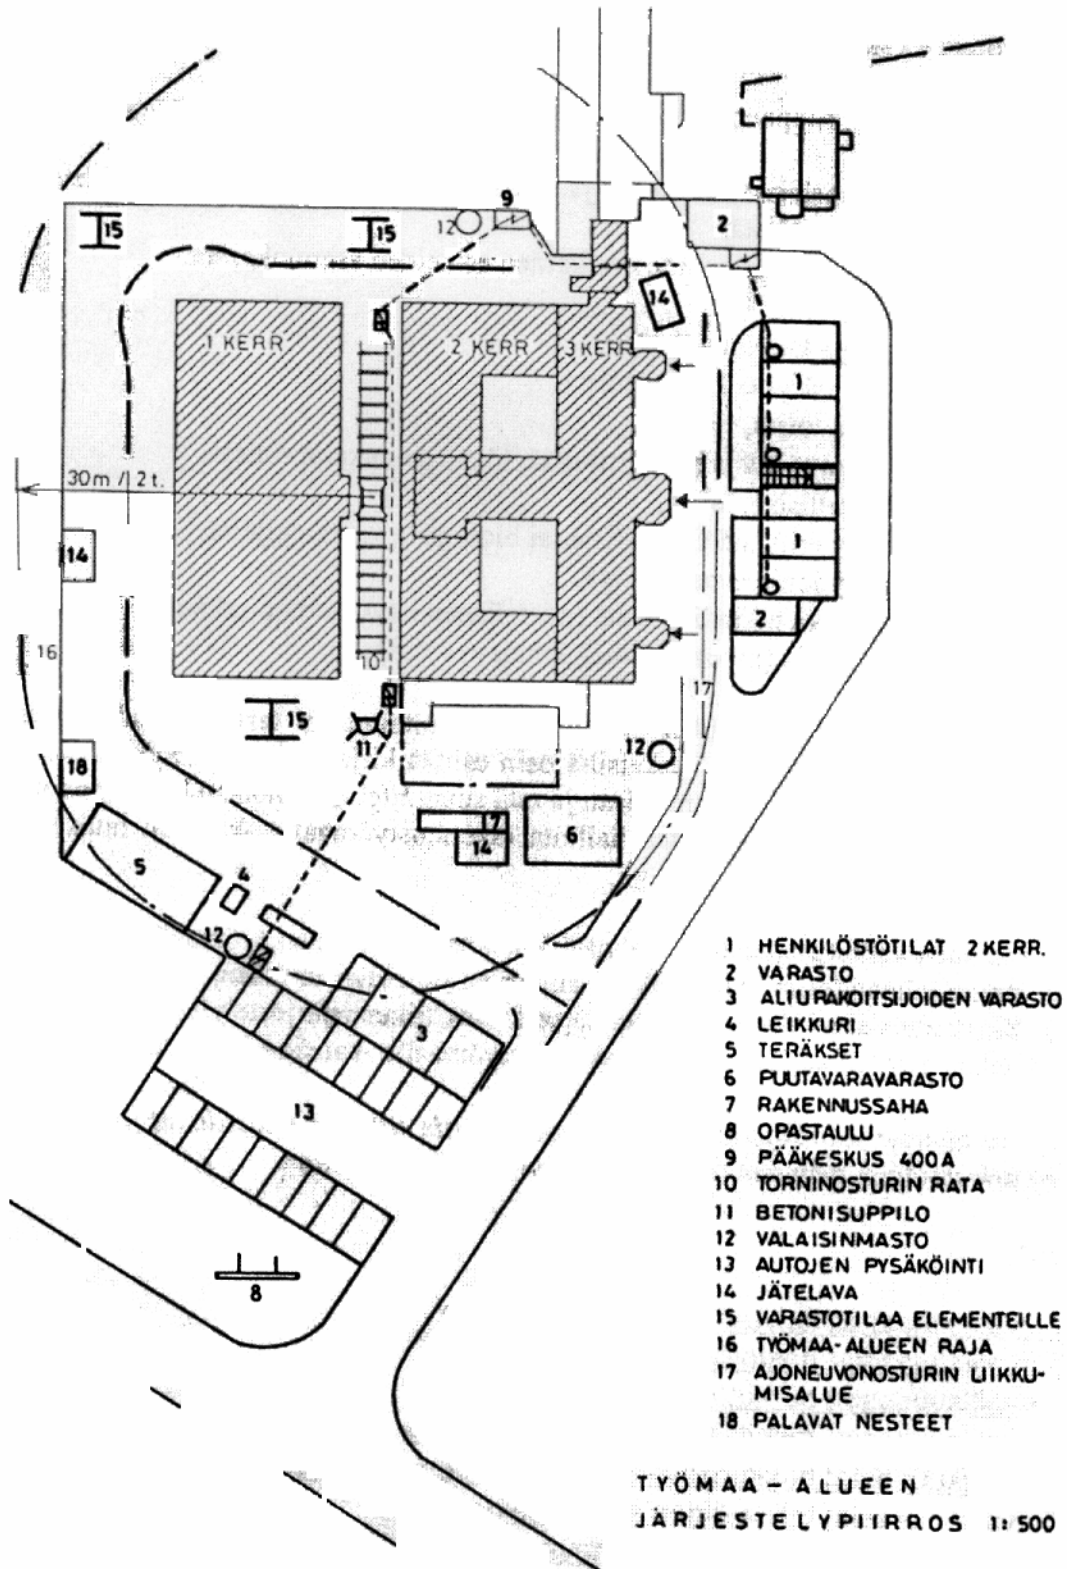 9
15
12
15
2
14
1 KERR.
2 KERR
3 KERR
1
30m / 2 t.
14
1
2
16
10
17
15
11
12
18
7
14
6
5
4
12
3
13
8
1 HENKILÖSTÖTILAT 2 KERR.
2 VARASTO
3 ALIURAKOITSIJOIDEN VARASTO
4 LEIKKURI
5 TERÄKSET
6 PUUTAVARAVARASTO
7 RAKENNUSSAHA
8 OPASTAULU
9 PÄÄKESKUS 400A
10 TORNINOSTURIN RATA
11 BETONISUPPILO
12 VALAISINMASTO
13 AUTOJEN PYSÄKÖINTI
14 JÄTELAVA
15 VARASTOTILAA ELEMENTEILLE
16 TYÖMAA-ALUEEN RAJA
17 AJONEUVONOSTURIN LIIKKU-
MISALUE
18 PALAVAT NESTEET
TYÖMAA-ALUEEN
JÄRJESTELYPIIRROS 1:500